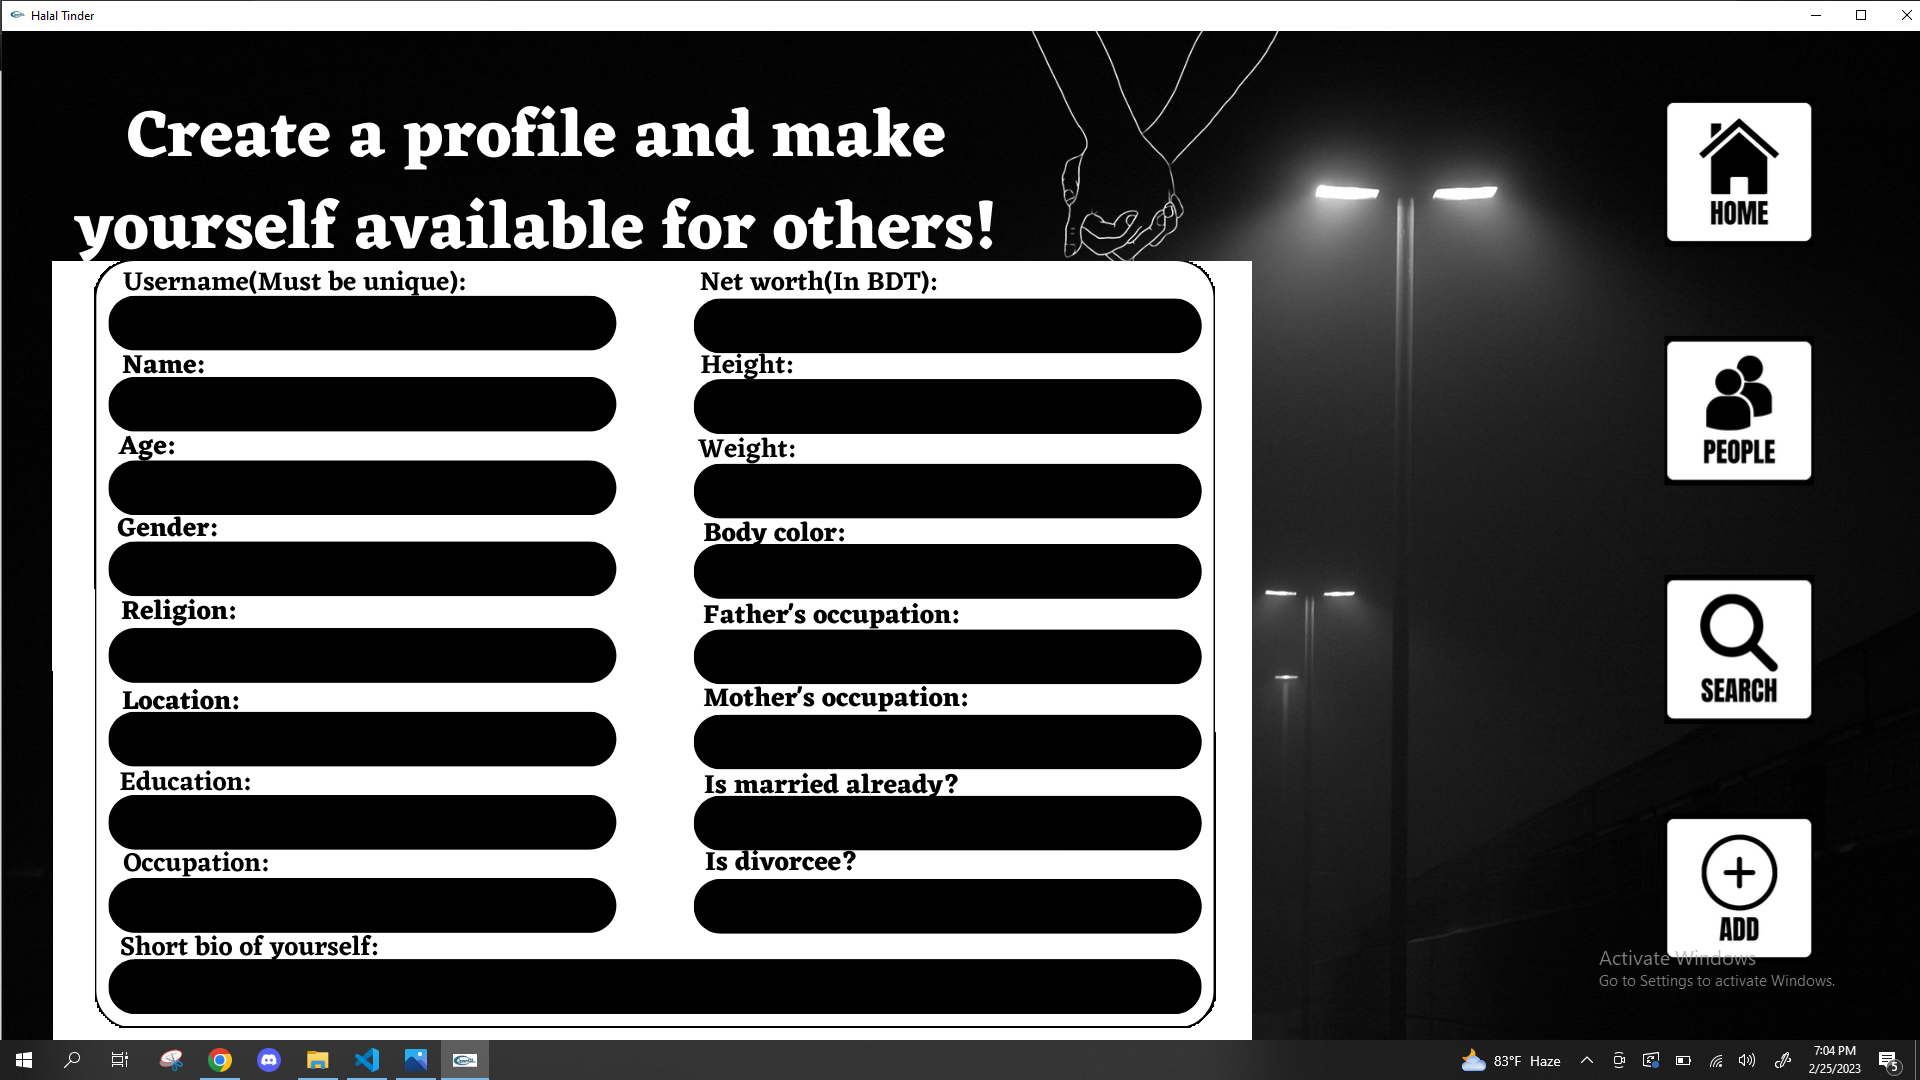 Halal Tinder
Create a profile and make
yourself available for others!
Username(Must be unique):
Name:
Age:
Gender:
Religion:
Location:
Education:
Occupation:
Short bio of yourself:
Net worth(In BDT):
Height:
Weight:
Body color:
Father's occupation:
Mother's occupation:
Is married already?
Is divorcee?
HOME
PEOPLE
SEARCH
ADD
Activate Windows
Go to Settings to activate Windows.
83°F Haze
7:04 PM
2/25/2023
5